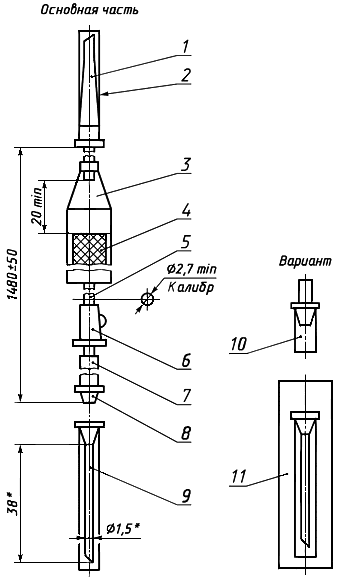 Основная часть
1
2
3
4
5
6
7
8
9
1480±50
20 min
Ø2,7 min
Калибр
38*
Ø1,5*
Вариант
10
11